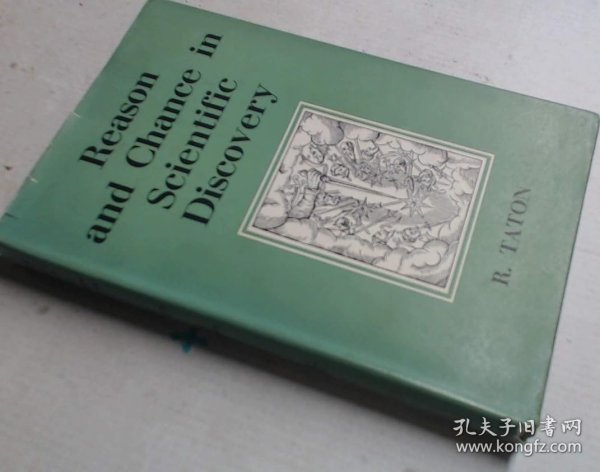 Reason
and Chance in
Scientific
Discovery
R. TATON
孔夫子旧书网
www.kongfz.com